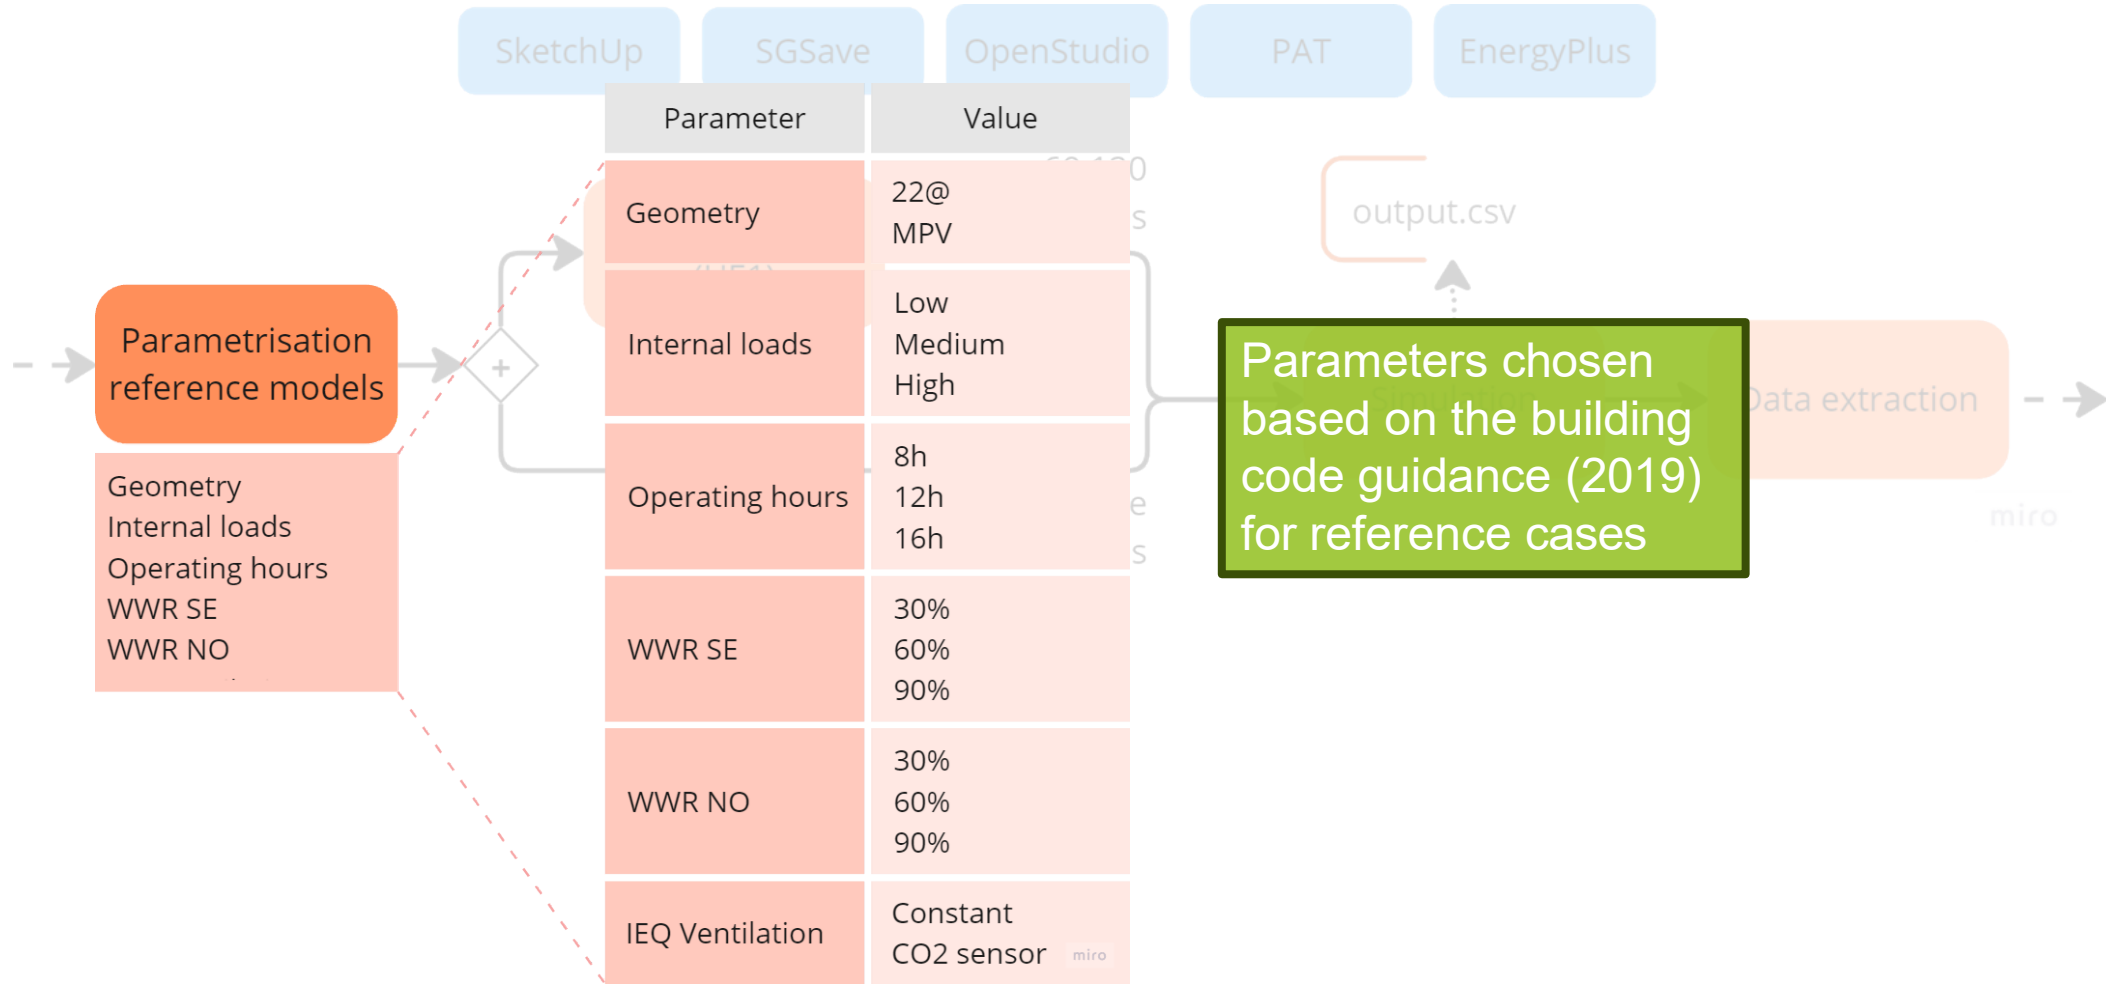 SketchUp
SGSave
OpenStudio
PAT
EnergyPlus
Parameter
Value
Geometry
22@
MPV
Internal loads
Low
Medium
High
Operating hours
8h
12h
16h
WWR SE
30%
60%
90%
WWR NO
30%
60%
90%
IEQ Ventilation
Constant
CO2 sensor
miro
Parametrisation
reference models
Geometry
Internal loads
Operating hours
WWR SE
WWR NO
+
output.csv
Parameters chosen
based on the building
code guidance (2019)
for reference cases
Simulation
Data extraction
miro